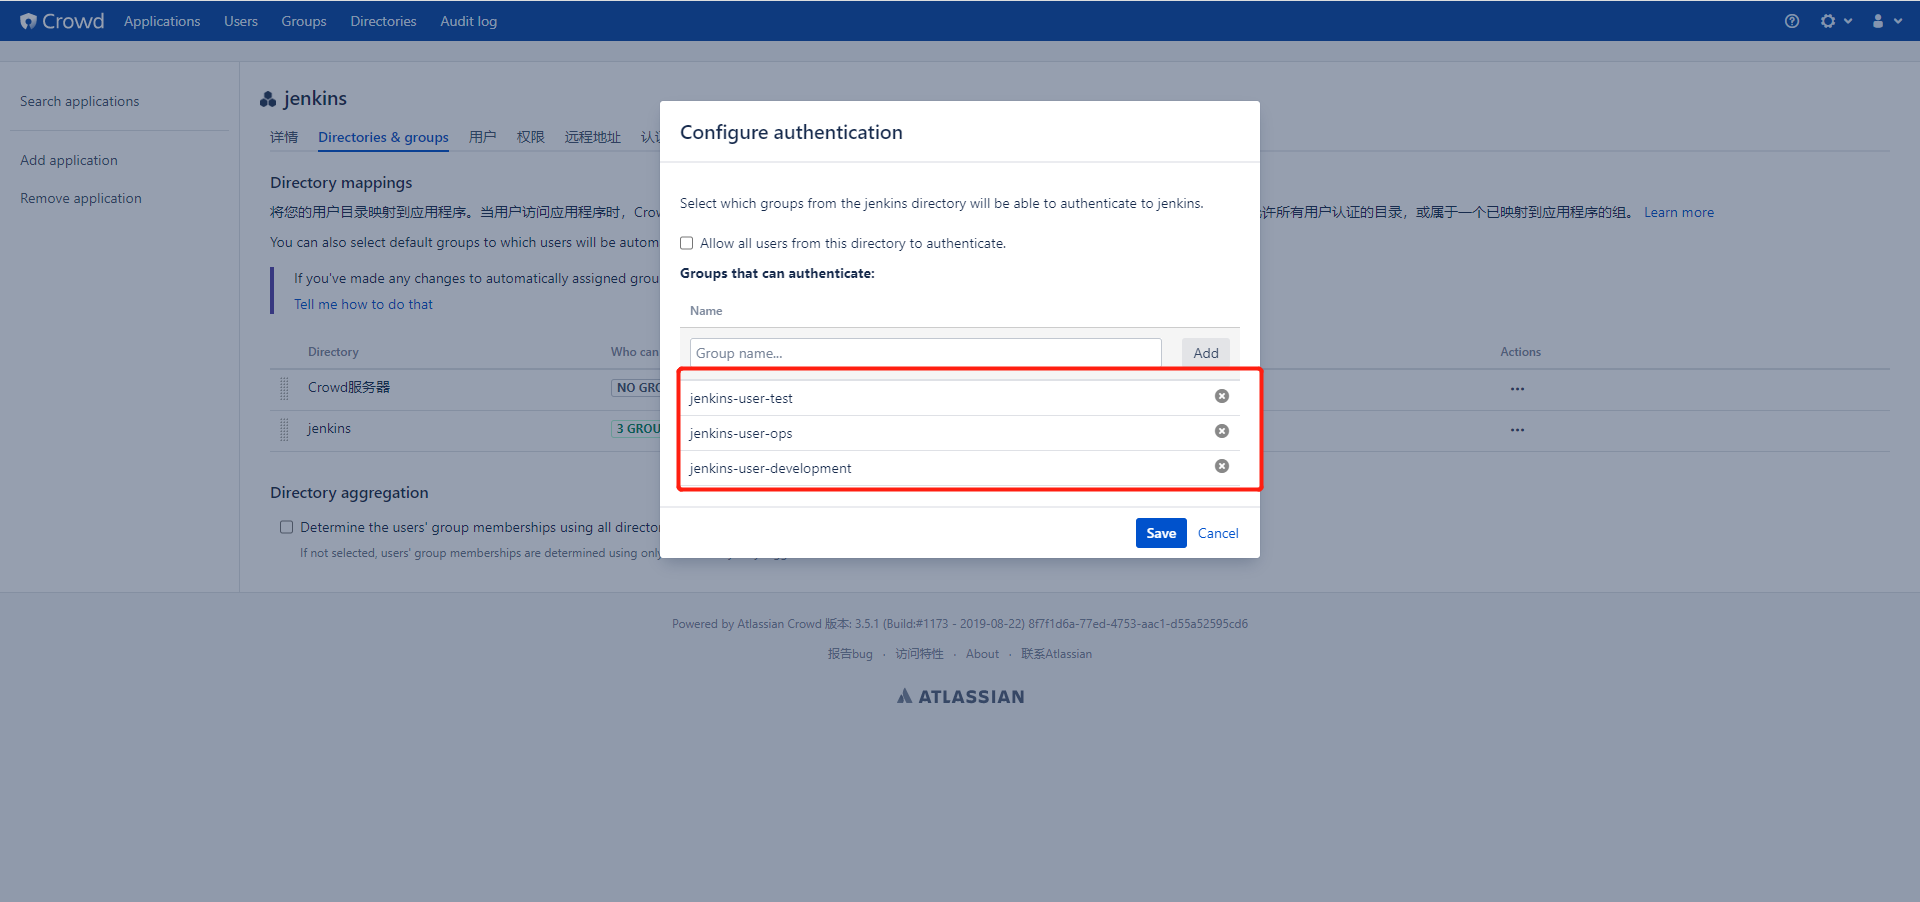 Crowd Applications Users Groups Directories Audit log
Search applications
Add application
Remove application
jenkins
详情 Directories & groups 用户 权限 远程地址
Directory mappings
将您的用户目录映射到应用程序。当用户访问应用程序时，
所有用户认证的目录，或属于一个已映射到应用程序的组。 Learn more
You can also select default groups to which users will be
If you've made any changes to automatically assigned
Tell me how to do that
Directory Who can Actions
Crowd服务器 NO
jenkins 3
Directory aggregation
Determine the users' group memberships using all
If not selected, users' group memberships are determined using
Configure authentication
Select which groups from the jenkins directory will be able to authenticate to jenkins.
Allow all users from this directory to authenticate.
Groups that can authenticate:
Name
Group name... Add
jenkins-user-test
jenkins-user-ops
jenkins-user-development
Save Cancel
Powered by Atlassian Crowd 版本: 3.5.1 (Build:#1173 - 2019-08-22) 8f7f1d6a-77ed-4753-aac1-d55a52595cd6
报告bug · 访问特性 · About · 联系Atlassian
ATLASSIAN